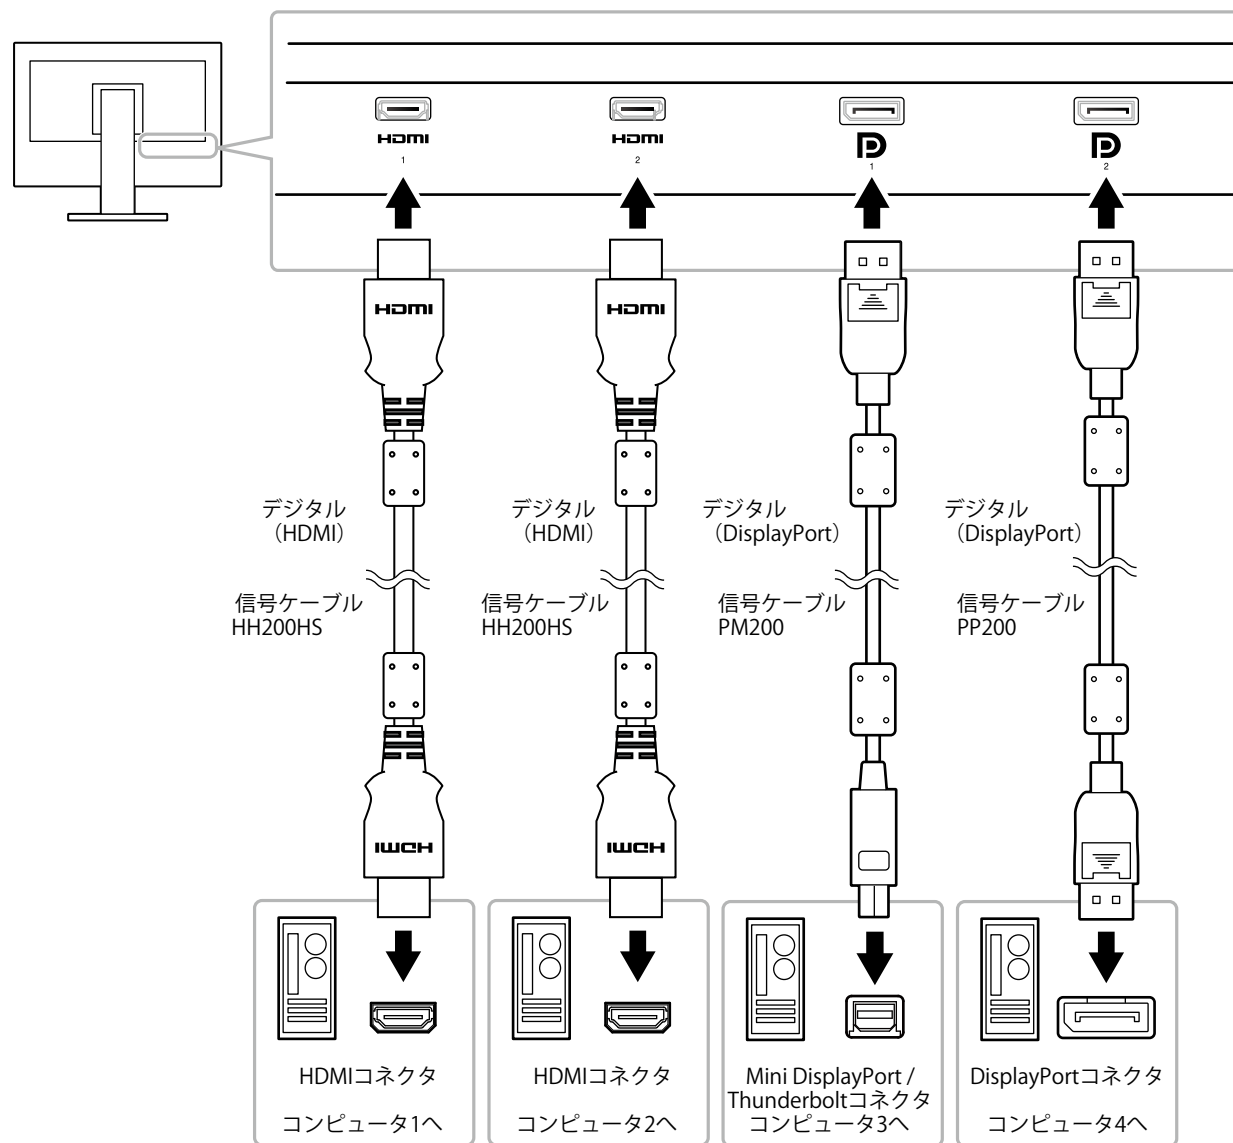 HDMI
1
HDMI
2
1
2
HDMI
HDMI
デジタル
（HDMI）
信号ケーブル
HH200HS
デジタル
（HDMI）
信号ケーブル
HH200HS
デジタル
（DisplayPort）
信号ケーブル
PM200
デジタル
（DisplayPort）
信号ケーブル
PP200
HDMI
HDMI
HDMIコネクタ
コンピュータ1へ
HDMIコネクタ
コンピュータ2へ
Mini DisplayPort /
Thunderboltコネクタ
コンピュータ3へ
DisplayPortコネクタ
コンピュータ4へ